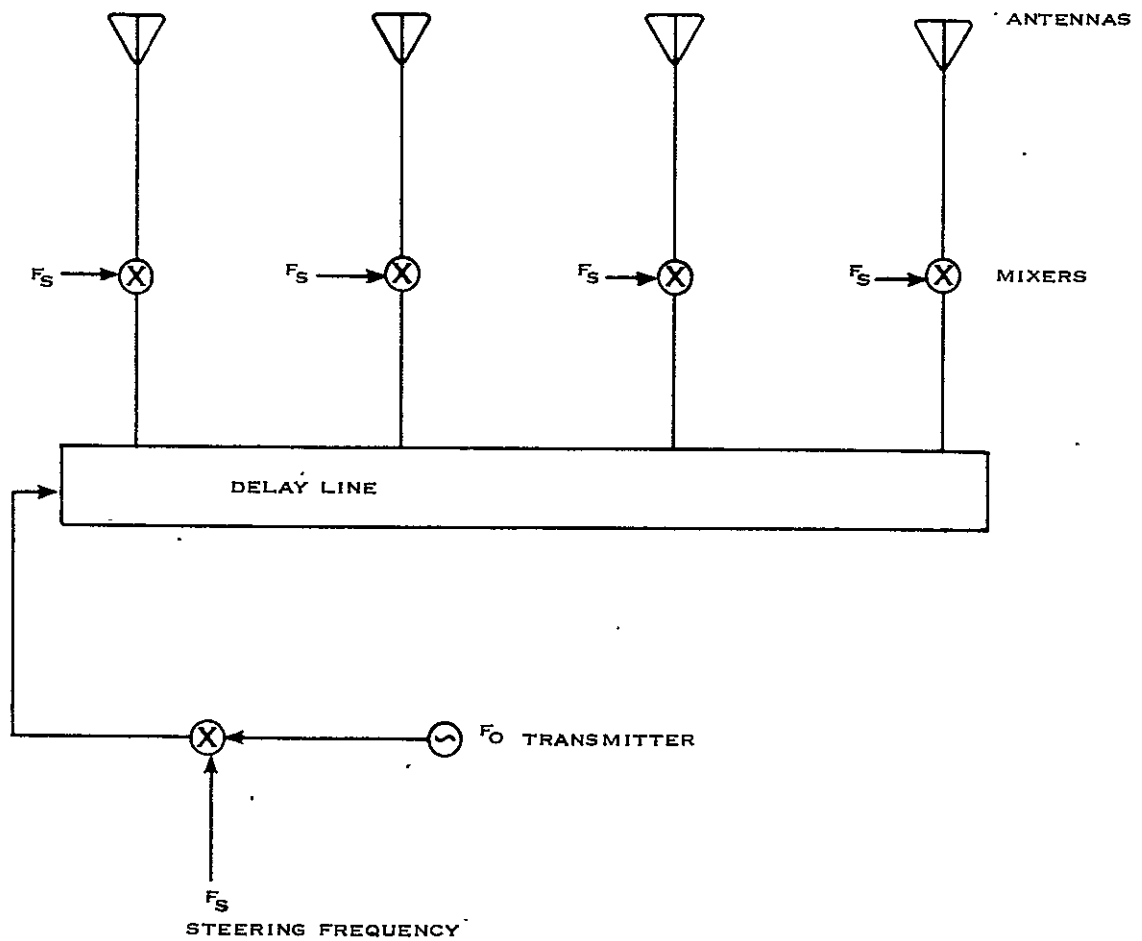 ANTENNAS
FS FS FS FS MIXERS
X X X X
DELAY LINE
X FO TRANSMITTER
FS
STEERING FREQUENCY